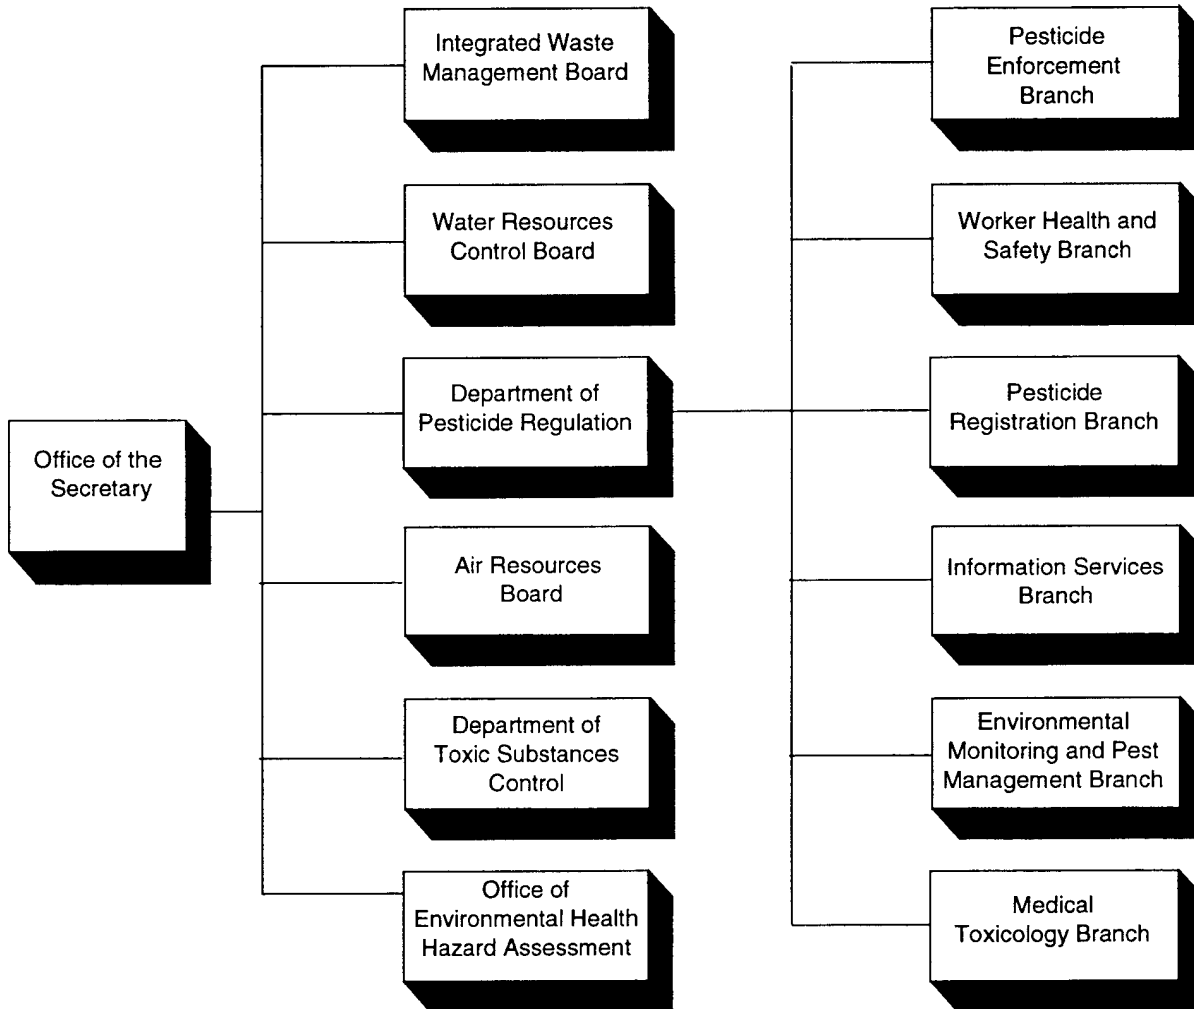 Office of the
Secretary
Integrated Waste
Management Board
Water Resources
Control Board
Department of
Pesticide Regulation
Air Resources
Board
Department of
Toxic Substances
Control
Office of
Environmental Health
Hazard Assessment
Pesticide
Enforcement
Branch
Worker Health and
Safety Branch
Pesticide
Registration Branch
Information Services
Branch
Environmental
Monitoring and Pest
Management Branch
Medical
Toxicology Branch